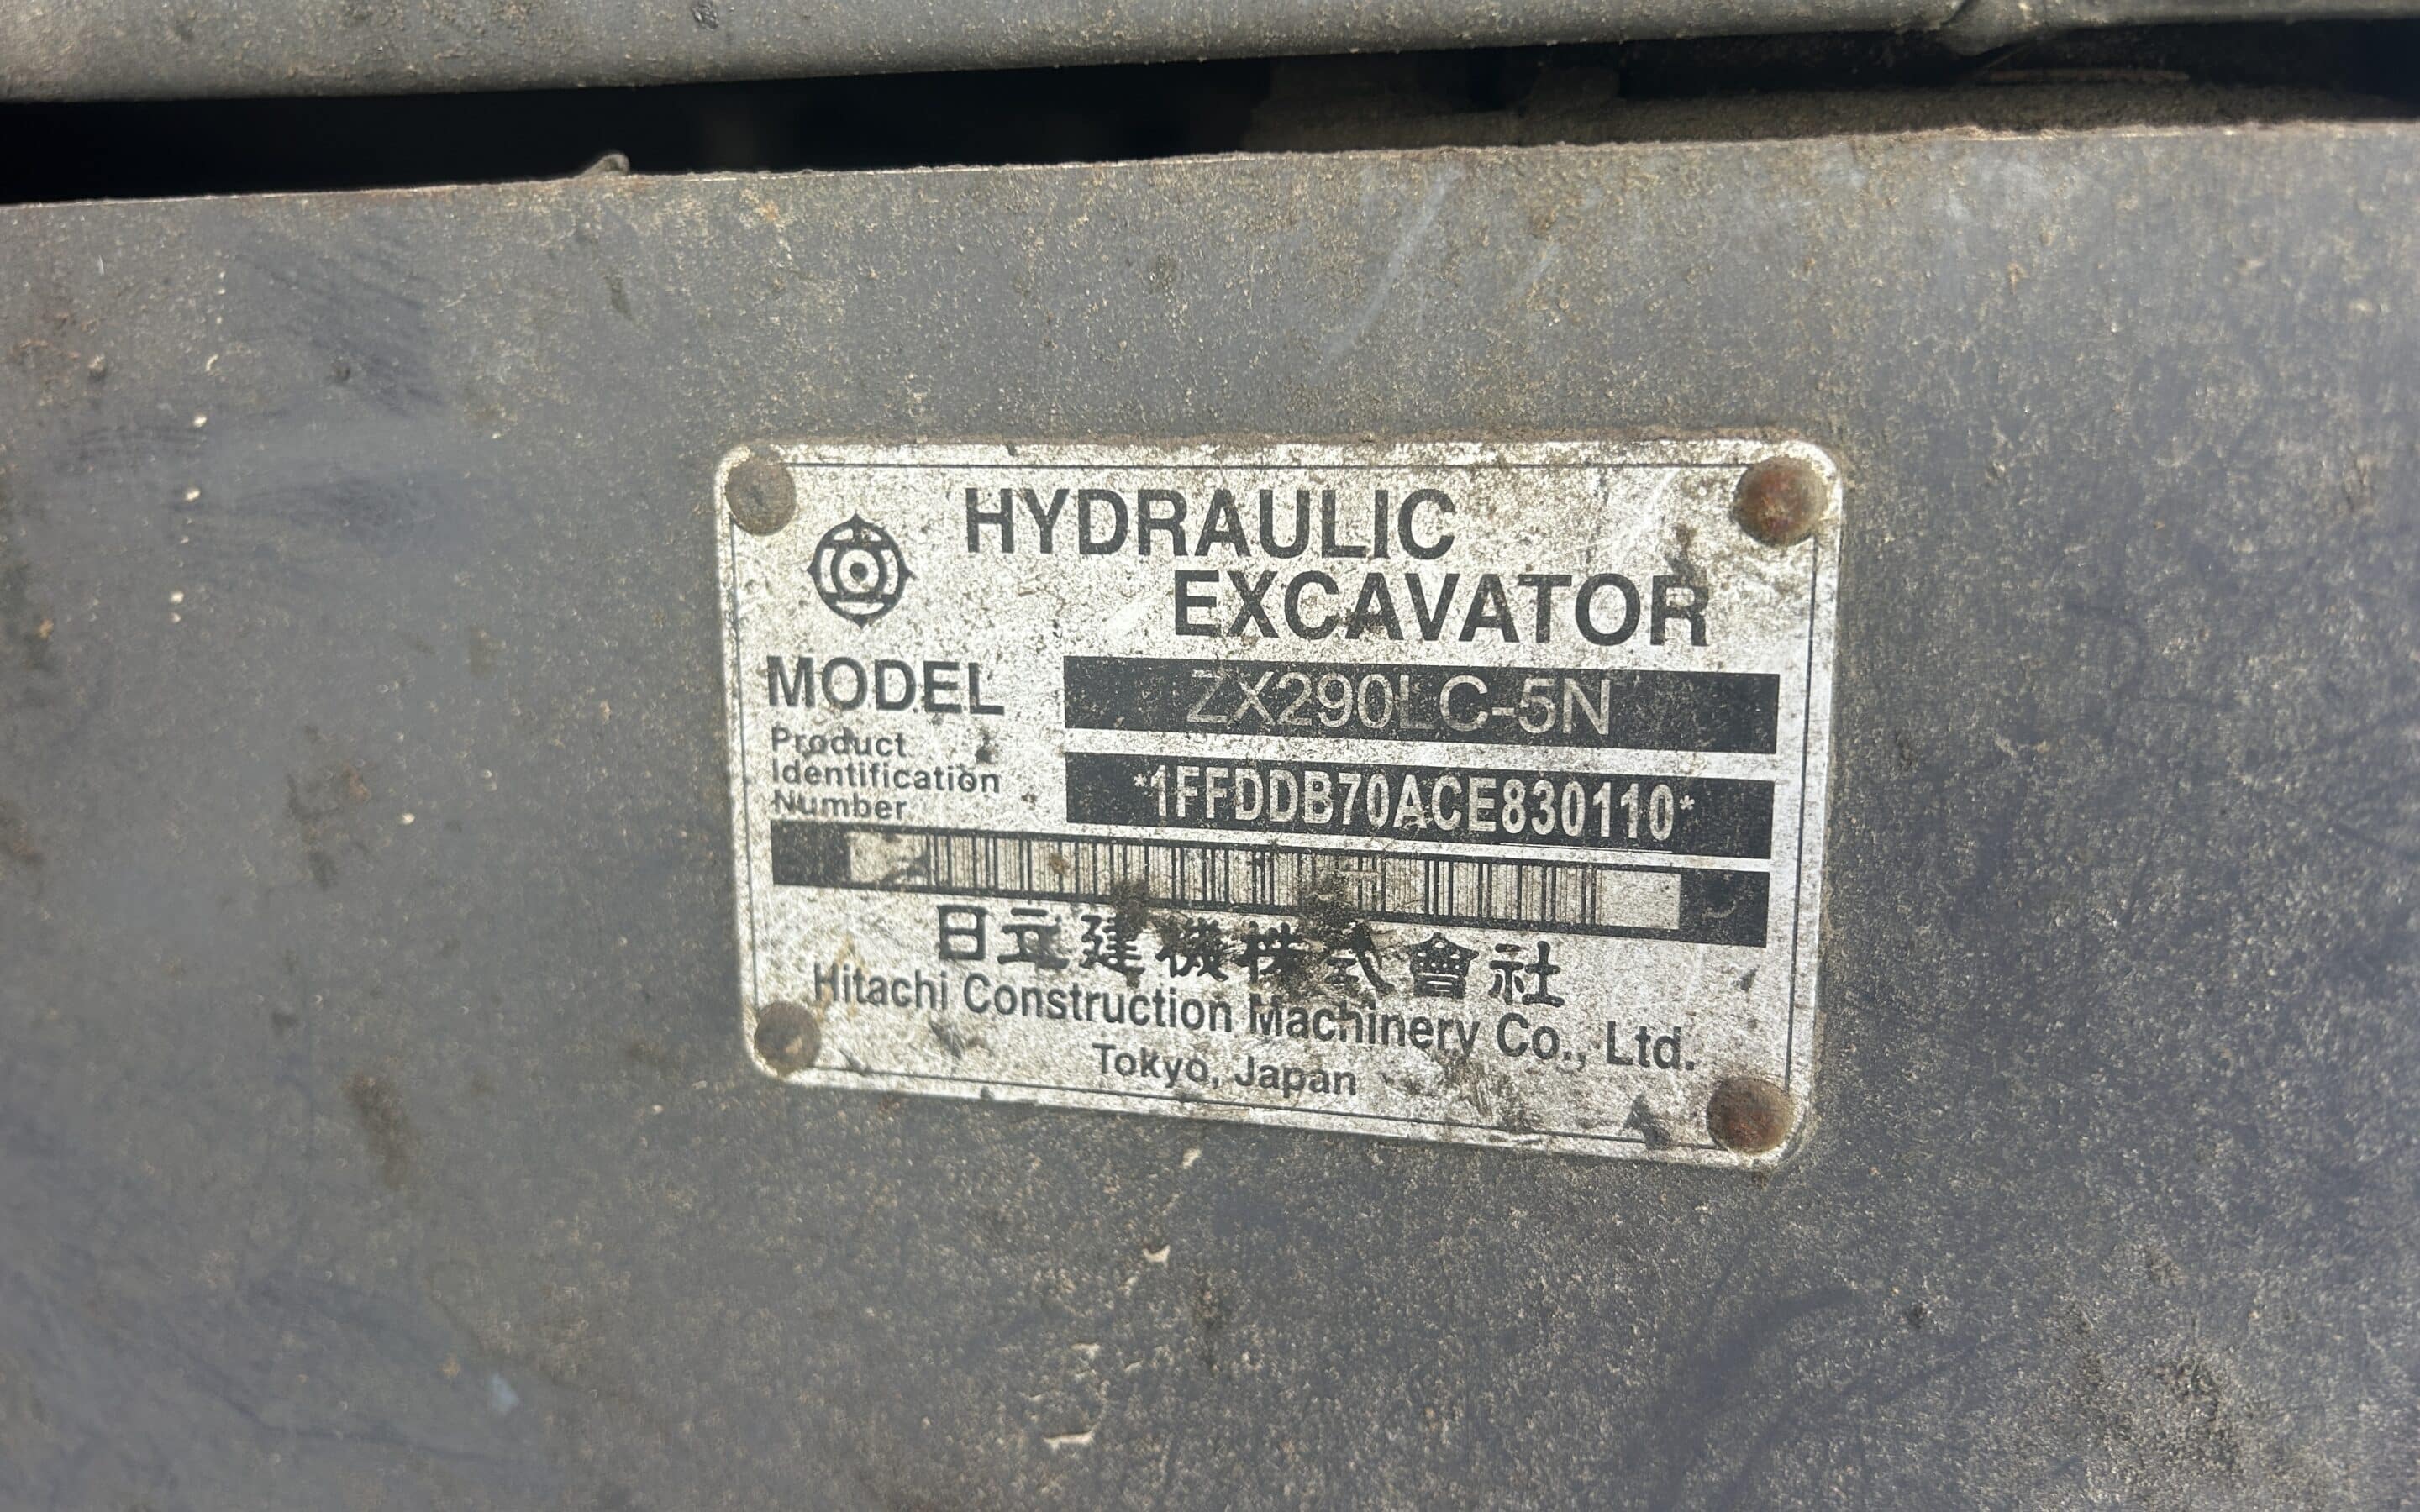 HYDRAULIC
EXCAVATOR
MODEL ZX290LC-5N
Product
Identification
Number
*1FFDDB70ACE830110*
日立建機株式會社
Hitachi Construction Machinery Co., Ltd.
Tokyo, Japan